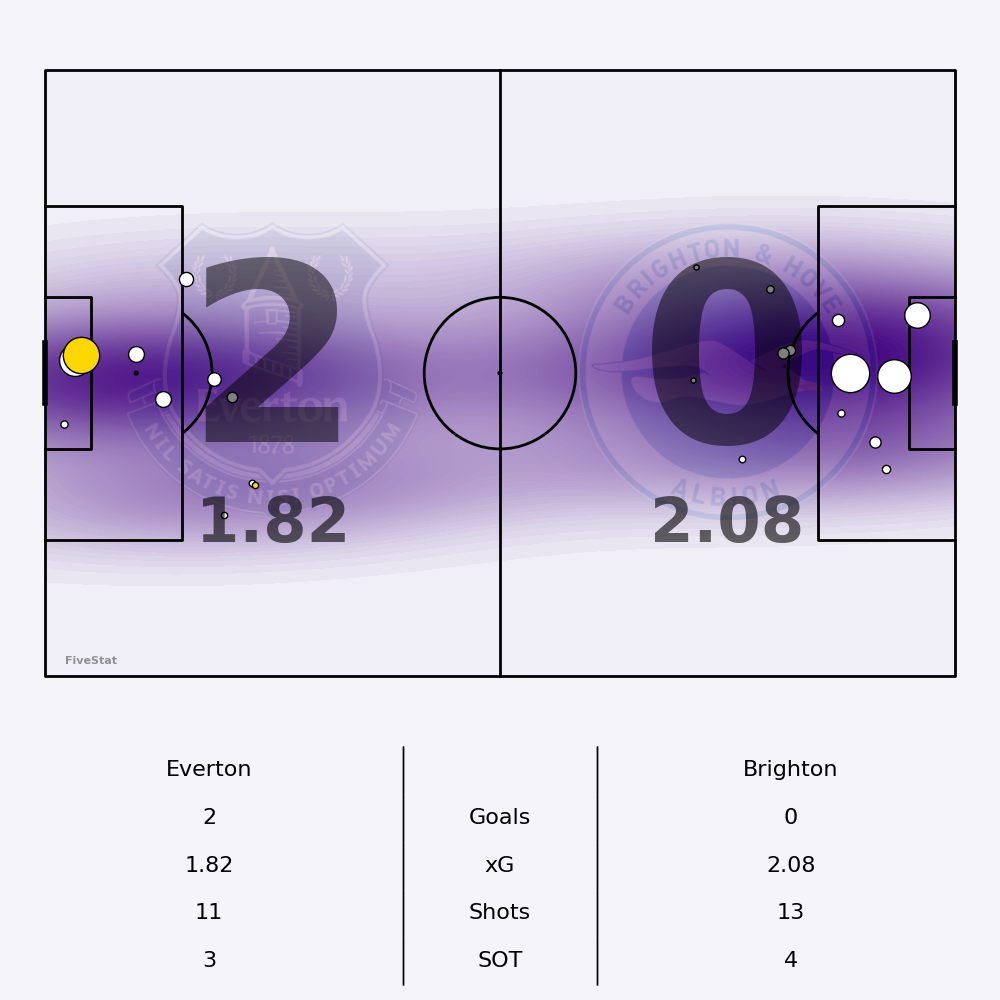 2
0
BRIGHTON & HOVE
ALBION
Everton
1878
NIL SATIS NISI OPTIMUM
1.82
2.08
FiveStat
Everton Brighton
2 Goals 0
1.82 xG 2.08
11 Shots 13
3 SOT 4